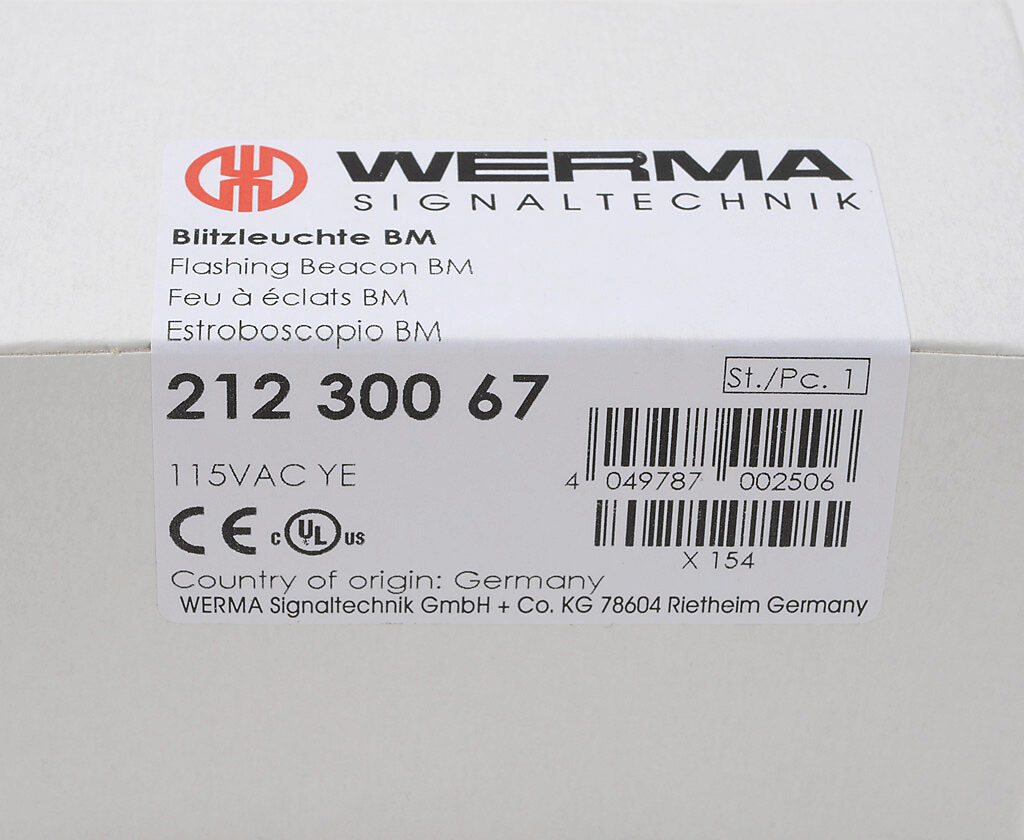 WERMA
SIGNALTECHNIK
Blitzleuchte BM
Flashing Beacon BM
Feu à éclats BM
Estroboscopio BM
212 300 67
St./Pc. 1
115VAC YE
4 049787 002506
CE c UL us
X 154
Country of origin: Germany
WERMA Signaltechnik GmbH + Co. KG 78604 Rietheim Germany